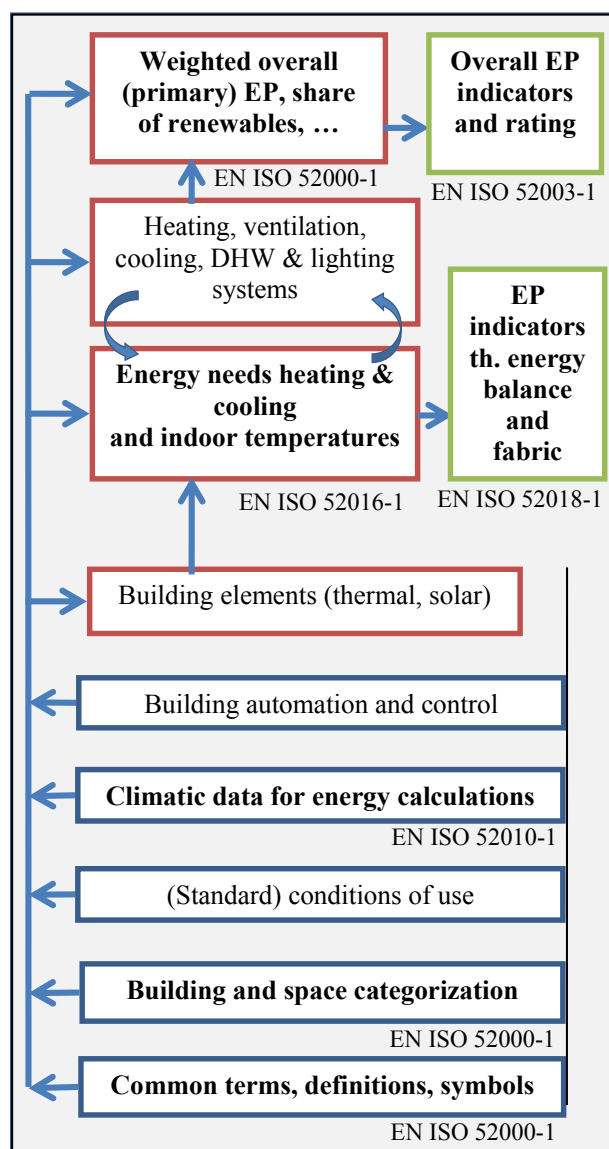 Weighted overall
(primary) EP, share
of renewables, …
EN ISO 52000-1
Overall EP
indicators
and rating
EN ISO 52003-1
Heating, ventilation,
cooling, DHW & lighting
systems
Energy needs heating &
cooling
and indoor temperatures
EN ISO 52016-1
EP
indicators
th. energy
balance
and
fabric
EN ISO 52018-1
Building elements (thermal, solar)
Building automation and control
Climatic data for energy calculations
EN ISO 52010-1
(Standard) conditions of use
Building and space categorization
EN ISO 52000-1
Common terms, definitions, symbols
EN ISO 52000-1